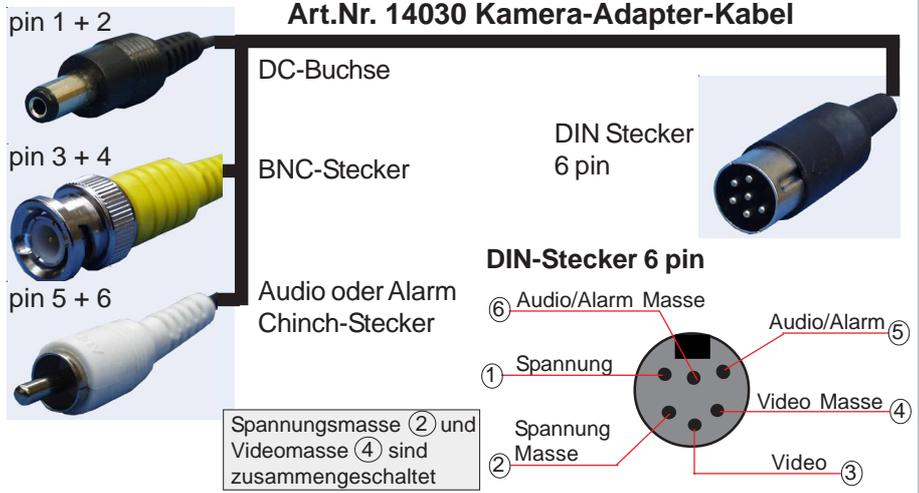 Art.Nr. 14030 Kamera-Adapter-Kabel
pin 1 + 2
DC-Buchse
pin 3 + 4
BNC-Stecker
DIN Stecker
6 pin
pin 5 + 6
Audio oder Alarm
Chinch-Stecker
DIN-Stecker 6 pin
⑥ Audio/Alarm Masse
Audio/Alarm ⑤
① Spannung
Video Masse ④
Spannung
② Masse
Video ③
Spannungsmasse ② und
Videomasse ④ sind
zusammengeschaltet